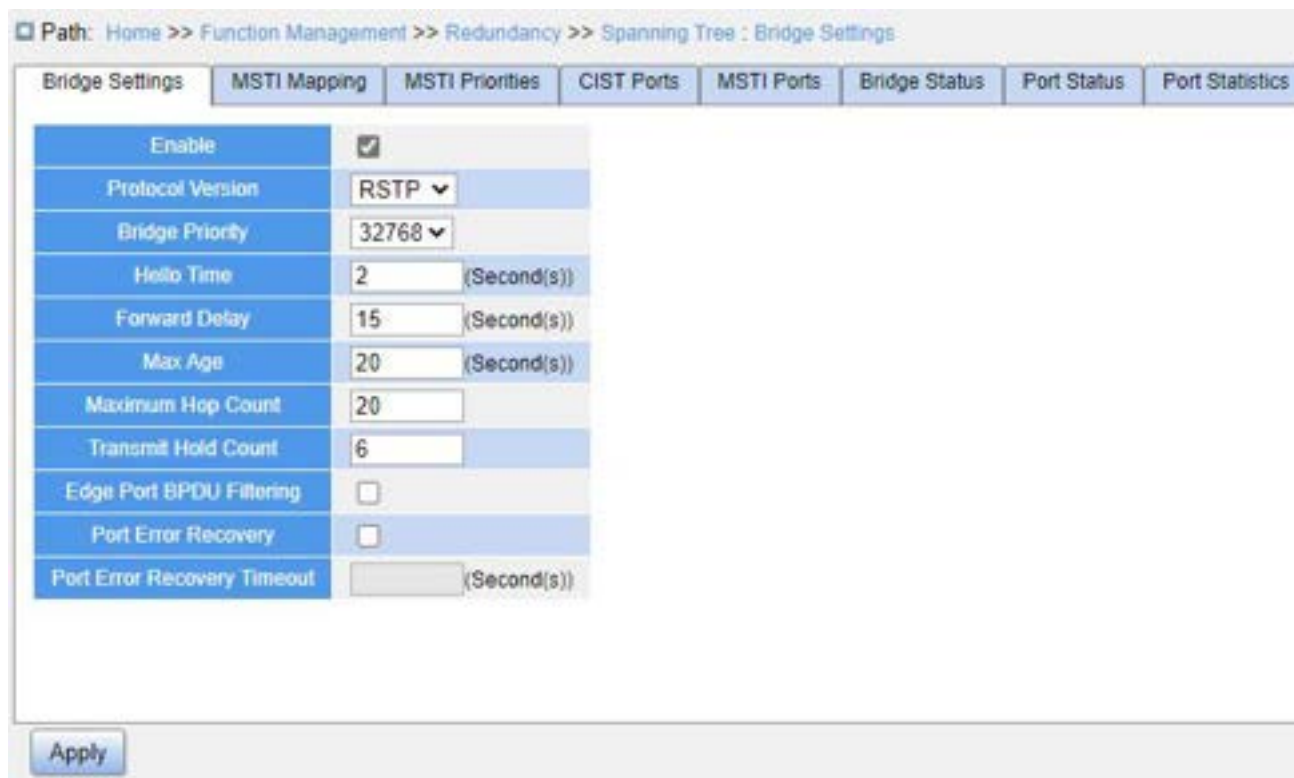 Path: Home >> Function Management >> Redundancy >> Spanning Tree : Bridge Settings
Bridge Settings MSTI Mapping MSTI Priorities CIST Ports MSTI Ports Bridge Status Port Status Port Statistics
Enable
Protocol Version RSTP
Bridge Priority 32768
Hello Time 2 (Second(s))
Forward Delay 15 (Second(s))
Max Age 20 (Second(s))
Maximum Hop Count 20
Transmit Hold Count 6
Edge Port BPDU Filtering
Port Error Recovery
Port Error Recovery Timeout (Second(s))
Apply